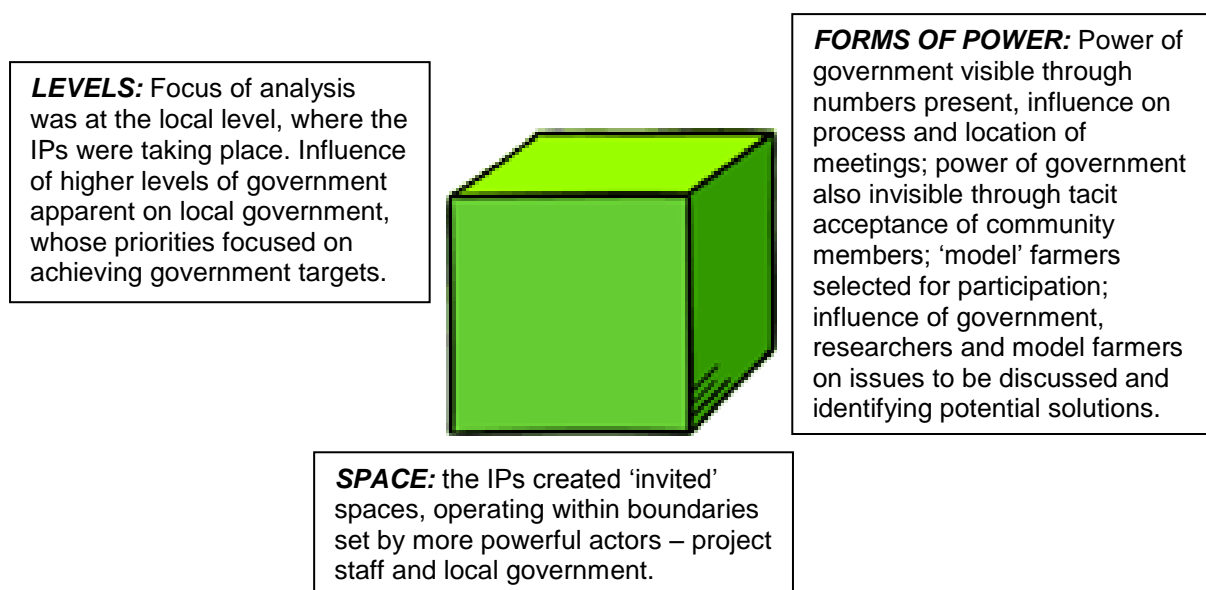 LEVELS: Focus of analysis
was at the local level, where the
IPs were taking place. Influence
of higher levels of government
apparent on local government,
whose priorities focused on
achieving government targets.
FORMS OF POWER: Power of
government visible through
numbers present, influence on
process and location of
meetings; power of government
also invisible through tacit
acceptance of community
members; ‘model’ farmers
selected for participation;
influence of government,
researchers and model farmers
on issues to be discussed and
identifying potential solutions.
SPACE: the IPs created ‘invited’
spaces, operating within boundaries
set by more powerful actors – project
staff and local government.